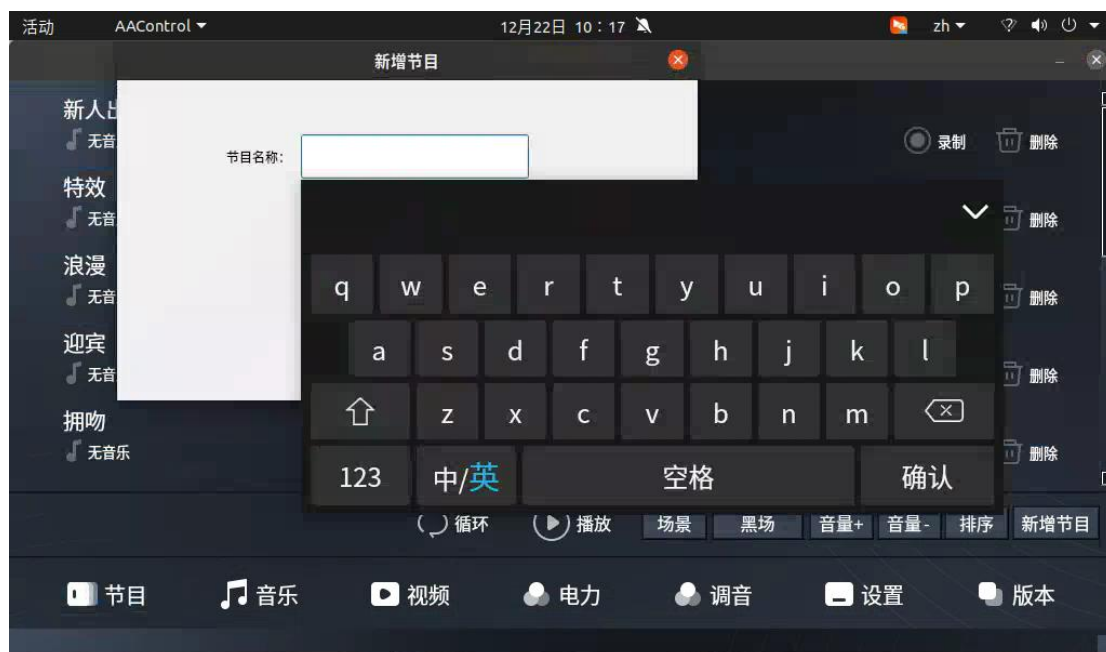 活动 AAControl 12月22日 10：17 zh
新增节目
新人出
无音
录制 删除
节目名称：
特效
无音
删除
浪漫
无音
删除
迎宾
无音
删除
拥吻
无音乐
删除
q w e r t y u i o p
a s d f g h j k l
z x c v b n m
123 中/英 空格 确认
循环 播放 场景 黑场 音量+ 音量- 排序 新增节目
节目 音乐 视频 电力 调音 设置 版本